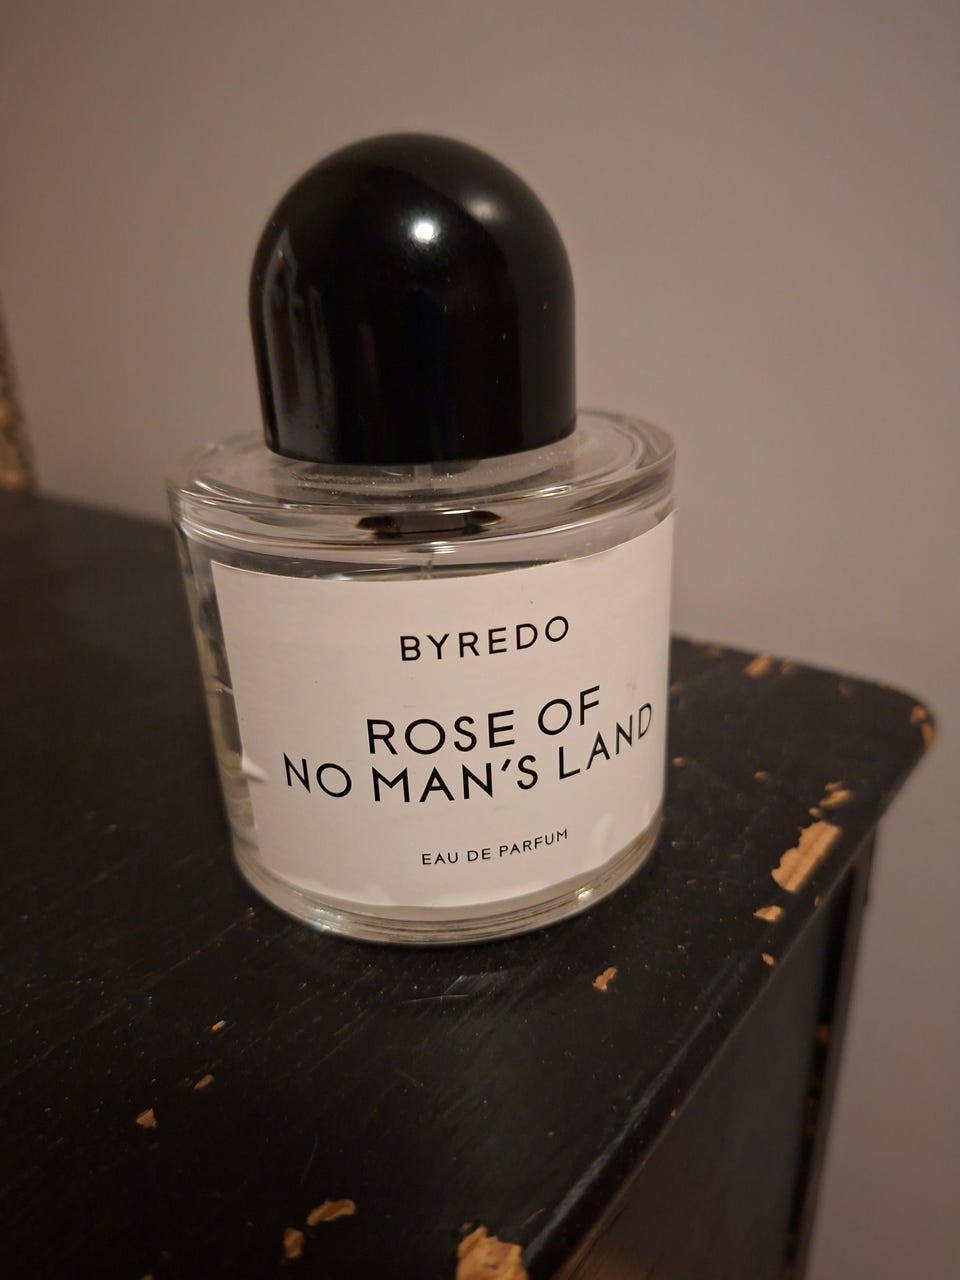 BYREDO
ROSE OF
NO MAN'S LAND
EAU DE PARFUM